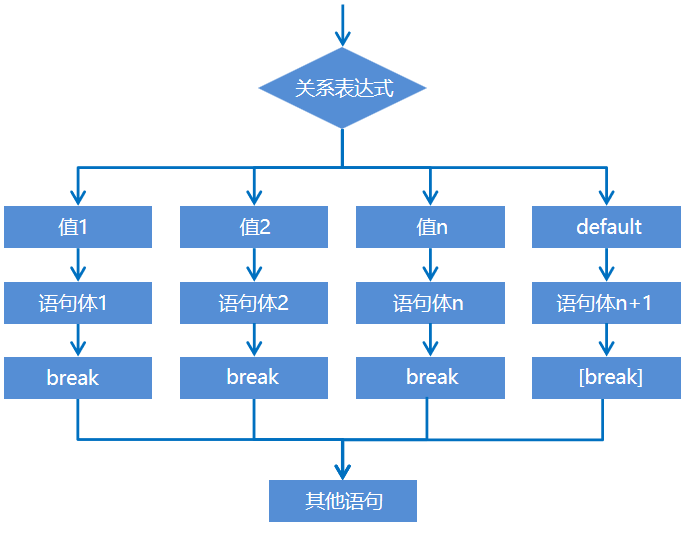 关系表达式
值1
值2
值n
default
语句体1
语句体2
语句体n
语句体n+1
break
break
break
[break]
其他语句